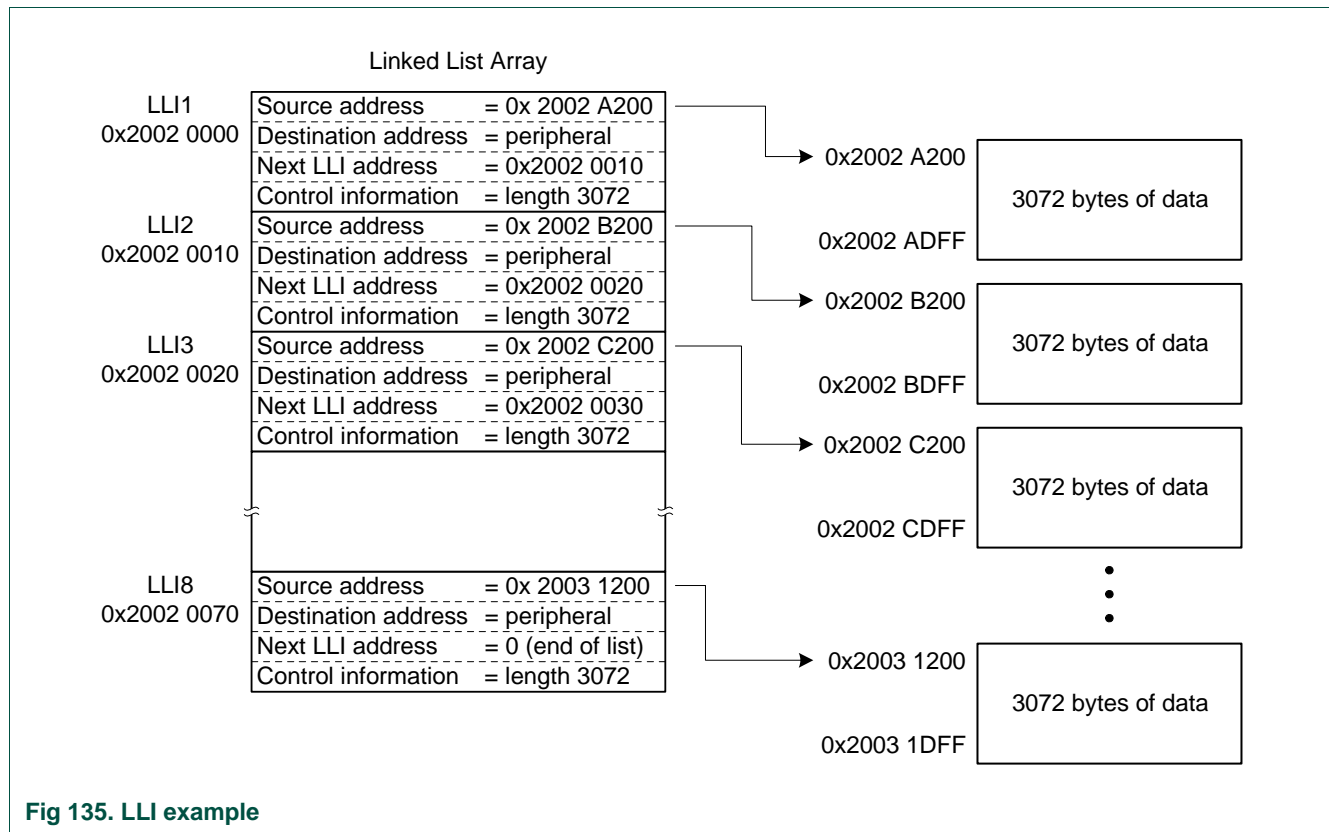 Linked List Array
LLI1
0x2002 0000
Source address = 0x 2002 A200
Destination address = peripheral
Next LLI address = 0x2002 0010
Control information = length 3072
LLI2
0x2002 0010
Source address = 0x 2002 B200
Destination address = peripheral
Next LLI address = 0x2002 0020
Control information = length 3072
LLI3
0x2002 0020
Source address = 0x 2002 C200
Destination address = peripheral
Next LLI address = 0x2002 0030
Control information = length 3072
LLI8
0x2002 0070
Source address = 0x 2003 1200
Destination address = peripheral
Next LLI address = 0 (end of list)
Control information = length 3072
0x2002 A200
3072 bytes of data
0x2002 ADFF
0x2002 B200
3072 bytes of data
0x2002 BDFF
0x2002 C200
3072 bytes of data
0x2002 CDFF
0x2003 1200
3072 bytes of data
0x2003 1DFF
Fig 135. LLI example